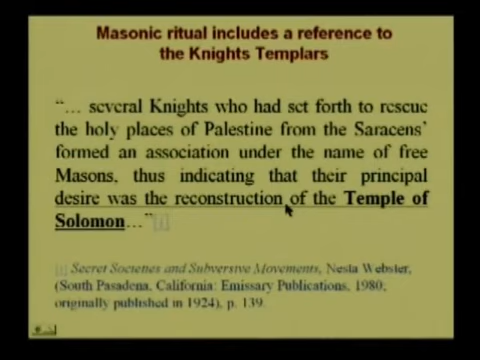 Masonic ritual includes a reference to
the Knights Templars
“... several Knights who had set forth to rescue
the holy places of Palestine from the Saracens’
formed an association under the name of free
Masons, thus indicating that their principal
desire was the reconstruction of the Temple of
Solomon...”[1]
[1] Secret Societies and Subversive Movements, Nesta Webster,
(South Pasadena, California: Emissary Publications, 1980;
originally published in 1924), p. 139.